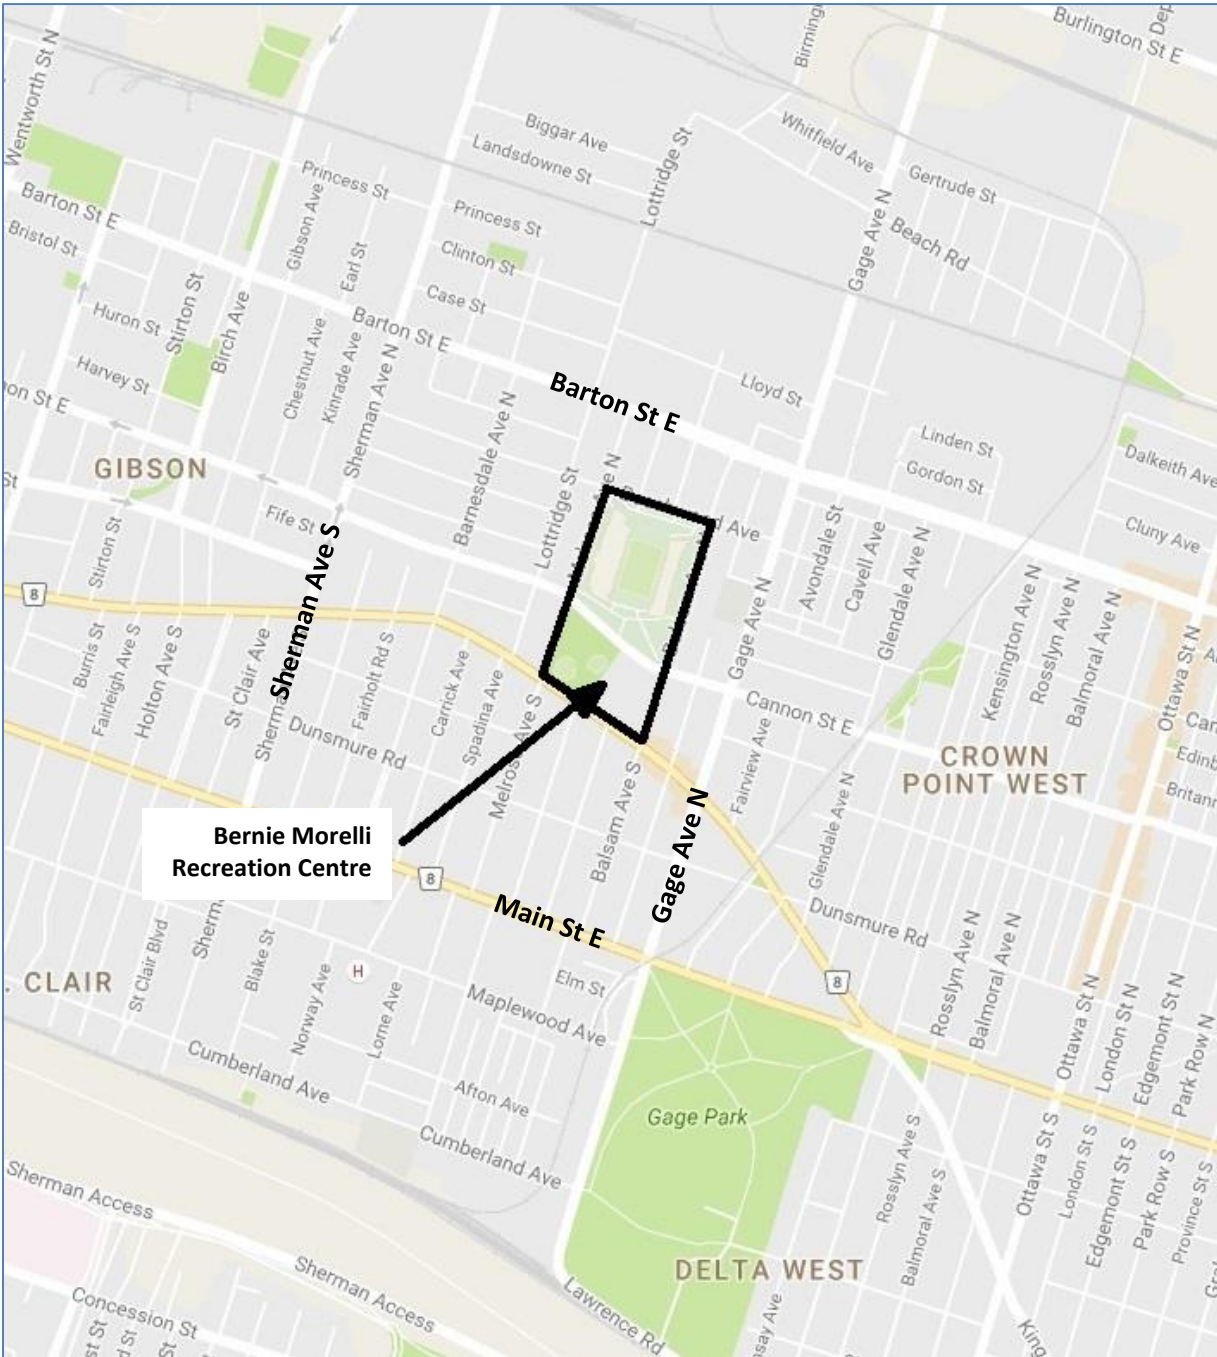 Burlington St E
Wentworth St N
Biggar Ave
Landsdowne St
Whitfield Ave
Gertrude St
Lottridge St
Princess St
Princess St
Gage Ave N
Beach Rd
Barton St E
Gibson Ave
Bristol St
Earl St
Clinton St
Case St
Stirton St
Huron St
Birch Ave
Barton St E
Harvey St
Chestnut Ave
Kinrade Ave
Sherman Ave N
Lloyd St
Barton St E
on St E
Barnesdale Ave N
Linden St
Gordon St
Dalkeith Ave
GIBSON
St
Lottridge St
Ave N
Ave
Fife St
Avondale St
Cavell Ave
Glendale Ave N
Cluny Ave
Stirton St
Sherman Ave S
8
Gage Ave N
Kensington Ave N
Rosslyn Ave N
Balmoral Ave N
Ottawa St N
Burris St
Fairleigh Ave S
Holton Ave S
St Clair Ave
Fairholt Rd S
Carrick Ave
Spadina Ave
Melrose Ave S
Dunsmure Rd
Cannon St E
Fairview Ave
CROWN
POINT WEST
Edinb
Britann
Balsam Ave S
Gage Ave N
Glendale Ave N
Bernie Morelli
Recreation Centre
8
Main St E
Dunsmure Rd
Rosslyn Ave N
Balmoral Ave N
St Clair Blvd
Sherm
Blake St
Norway Ave
H
Lorne Ave
Elm St
Maplewood Ave
8
. CLAIR
Ottawa St N
London St N
Edgemont St N
Park Row N
Cumberland Ave
Afton Ave
Gage Park
Cumberland Ave
Rosslyn Ave S
Balmoral Ave S
Ottawa St S
London St S
Edgemont St S
Park Row S
Province St S
Sherman Access
Sherman Access
DELTA WEST
Concession St
Lawrence Rd
say Ave
King